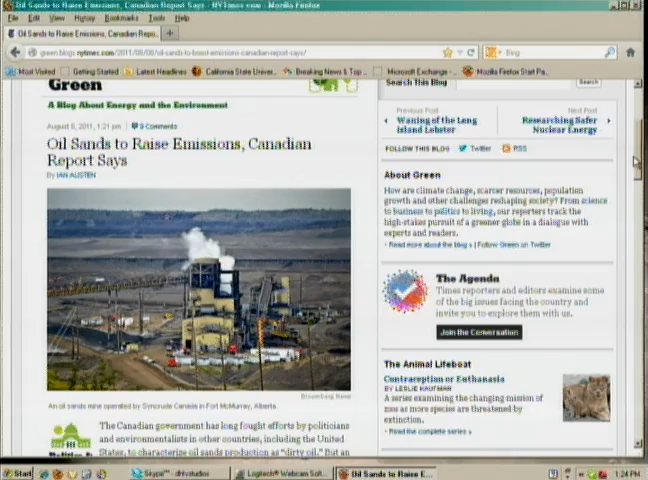 Oil Sands to Raise Emissions, Canadian Report Says - NYTimes.com - Mozilla Firefox
File Edit View History Bookmarks Tools Help
Oil Sands to Raise Emissions, Canadian Repo...
green.blogs.nytimes.com/2011/08/08/oil-sands-to-boost-emissions-canadian-report-says/
Bing
Most Visited Getting Started Latest Headlines California State Univer... Breaking News & Top ... Microsoft Exchange -... Mozilla Firefox Start Pa...
Green
A Blog About Energy and the Environment
August 8, 2011, 1:21 pm 9 Comments
Oil Sands to Raise Emissions, Canadian
Report Says
By IAN AUSTEN
Bloomberg News
An oil sands mine operated by Syncrude Canada in Fort McMurray, Alberta.
The Canadian government has long fought efforts by politicians
and environmentalists in other countries, including the United
States, to characterize oil sands production as "dirty oil." But an
Search This Blog
Search
Previous Post
Waning of the Long
Island Lobster
Next Post
Researching Safer
Nuclear Energy
FOLLOW THIS BLOG Twitter RSS
About Green
How are climate change, scarcer resources, population
growth and other challenges reshaping society? From science
to business to politics to living, our reporters track the
high-stakes pursuit of a greener globe in a dialogue with
experts and readers.
Read more about the blog » | Follow Green on Twitter
The Agenda
Times reporters and editors examine some
of the big issues facing the country and
invite you to explore them with us.
Join the Conversation
The Animal Lifeboat
Contraception or Euthanasia
BY LESLIE KAUFMAN
A series examining the changing mission of
zoos as more species are threatened by
extinction.
Read the complete series »
Start
Skype™ - dhvstudios
Logitech® Webcam Soft...
Oil Sands to Raise E...
1:24 PM